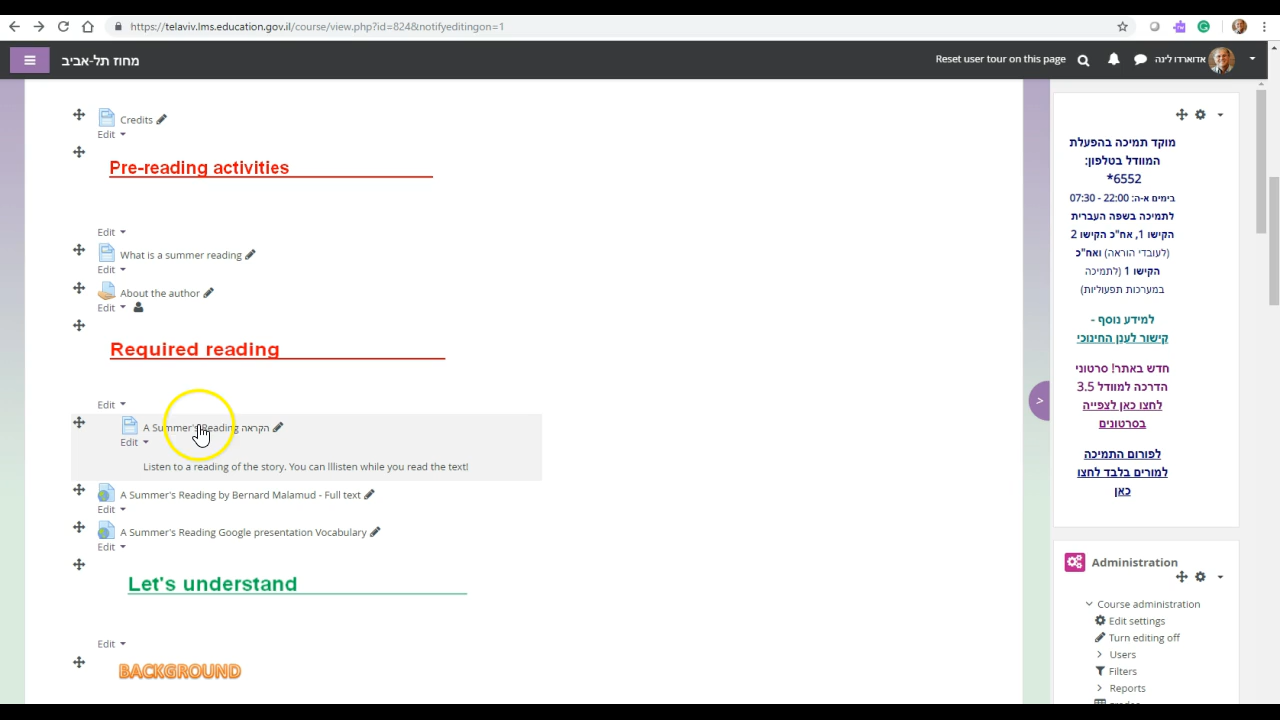 https://telaviv.lms.education.gov.il/course/view.php?id=824&notifyeditingon=1
מחוז תל-אביב
Reset user tour on this page
אדוארדו לינה
Credits
Edit
Pre-reading activities
Edit
What is a summer reading
Edit
About the author
Edit
Required reading
Edit
A Summer's Reading הקראה
Edit
Listen to a reading of the story. You can lllisten while you read the text!
A Summer's Reading by Bernard Malamud - Full text
Edit
A Summer's Reading Google presentation Vocabulary
Edit
Let's understand
Edit
BACKGROUND
>
מוקד תמיכה בהפעלת
המוודל בטלפון:
6552*
בימים א-ה: 22:00 - 07:30
לתמיכה בשפה העברית
הקישו 1, אח"כ הקישו 2
(לעובדי הוראה) ואח"כ
הקישו 1 (לתמיכה
במערכות תפעוליות)
למידע נוסף -
קישור לענן החינוכי
חדש באתר! סרטוני
הדרכה למוודל 3.5
לחצו כאן לצפייה
בסרטונים
לפורום התמיכה
למורים בלבד לחצו
כאן
Administration
Course administration
Edit settings
Turn editing off
Users
Filters
Reports